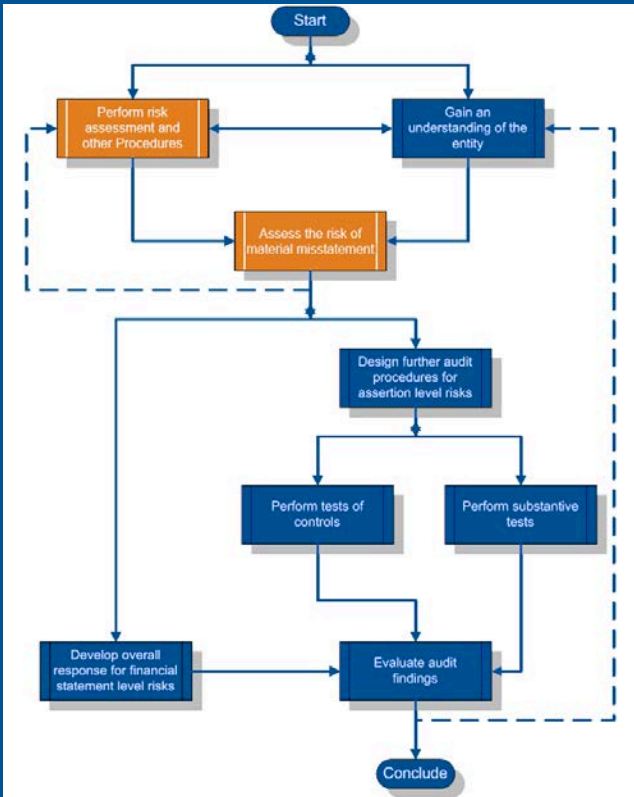 Start
Perform risk
assessment and
other Procedures
Gain an
understanding of the
entity
Assess the risk of
material misstatement
Design further audit
procedures for
assertion level risks
Perform tests of
controls
Perform substantive
tests
Develop overall
response for financial
statement level risks
Evaluate audit
findings
Conclude